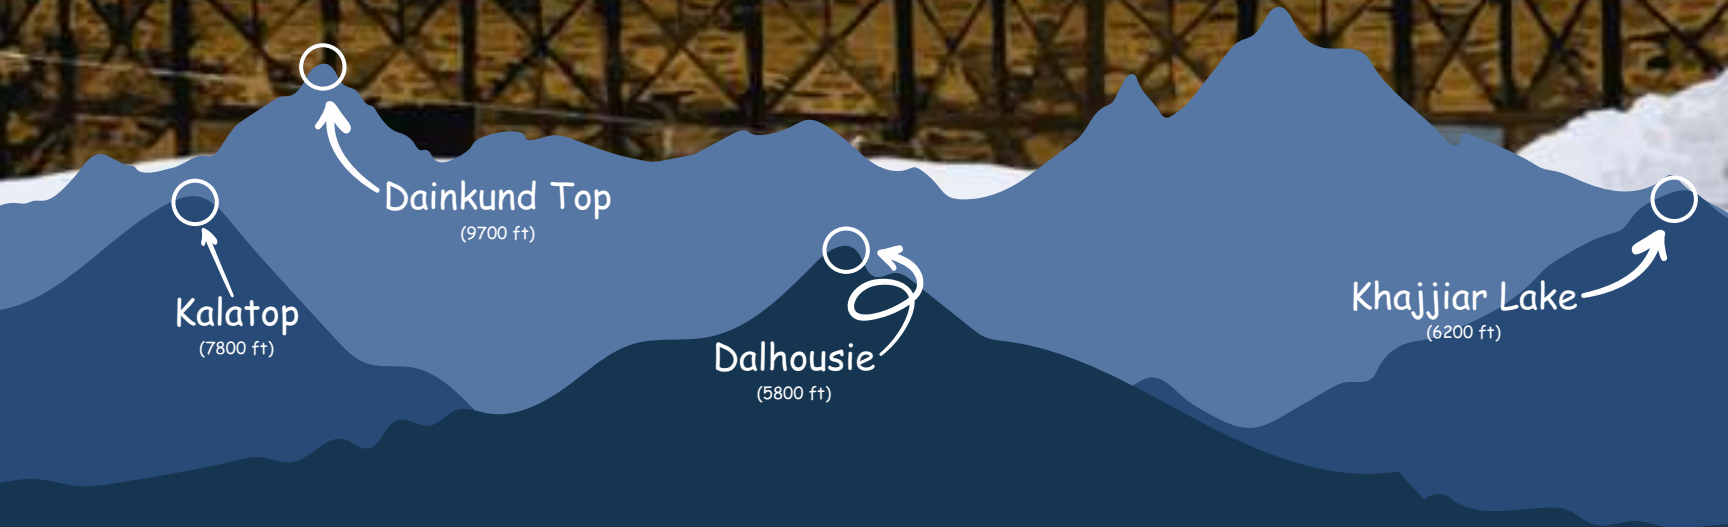 Dainkund Top
(9700 ft)
Kalatop
(7800 ft)
Dalhousie
(5800 ft)
Khajjiar Lake
(6200 ft)